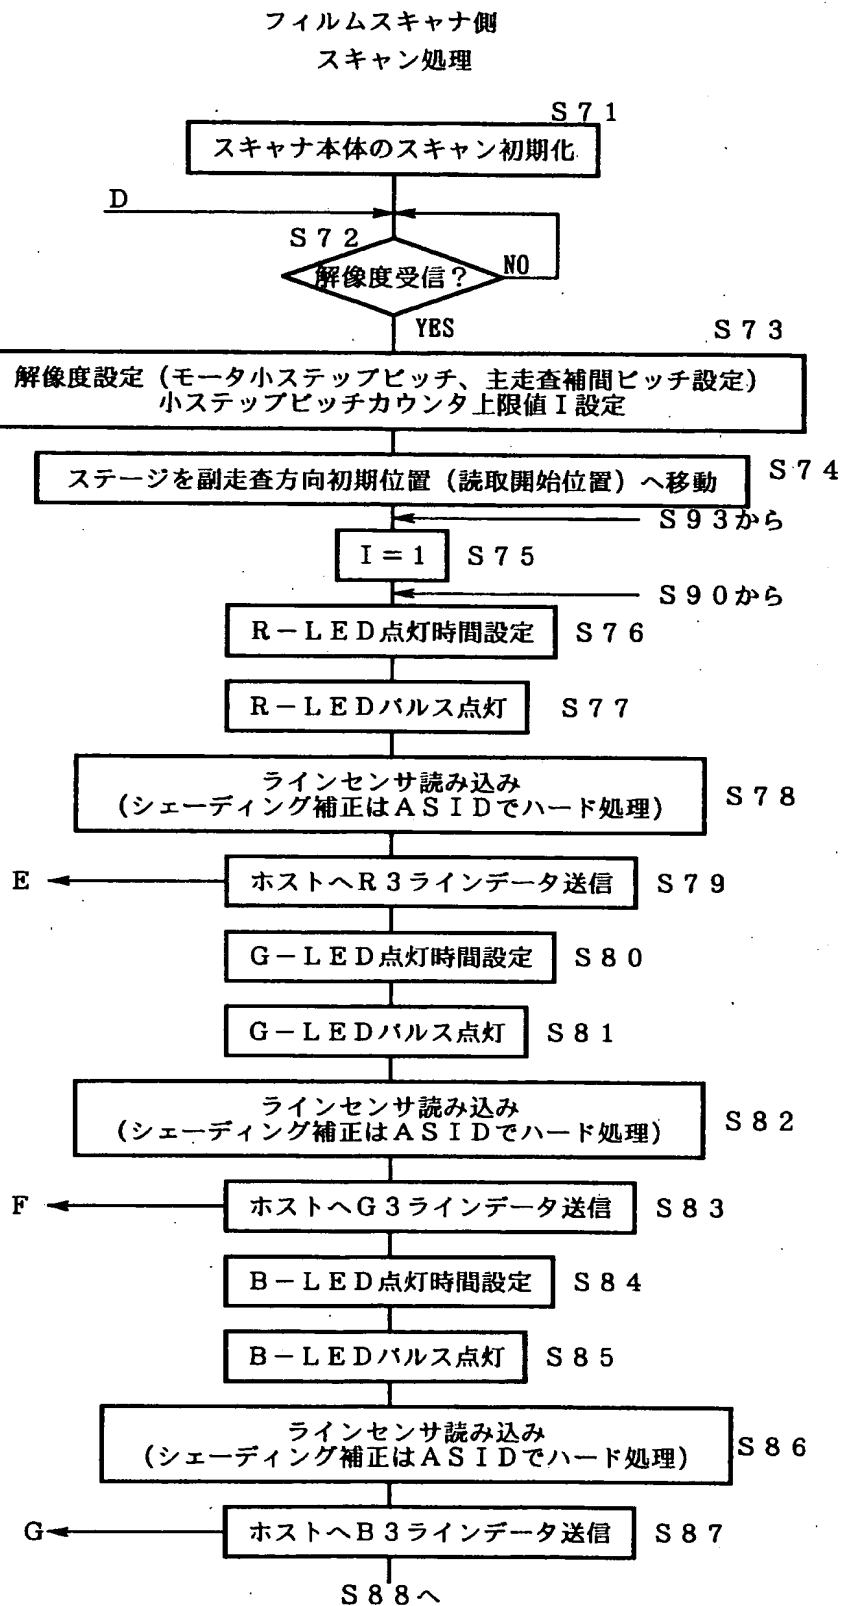 フィルムスキャナ側
スキャン処理
S71
スキャナ本体のスキャン初期化
D
S72
解像度受信?
NO
YES
S73
解像度設定(モータ小ステップピッチ、主走査補間ピッチ設定)
小ステップピッチカウンタ上限値I設定
ステージを副走査方向初期位置(読取開始位置)へ移動
S74
S93から
I=1
S75
S90から
R-LED点灯時間設定
S76
R-LEDパルス点灯
S77
ラインセンサ読み込み
(シェーディング補正はASIDでハード処理)
S78
E
ホストへR3ラインデータ送信
S79
G-LED点灯時間設定
S80
G-LEDパルス点灯
S81
ラインセンサ読み込み
(シェーディング補正はASIDでハード処理)
S82
F
ホストへG3ラインデータ送信
S83
B-LED点灯時間設定
S84
B-LEDパルス点灯
S85
ラインセンサ読み込み
(シェーディング補正はASIDでハード処理)
S86
G
ホストへB3ラインデータ送信
S87
S88へ